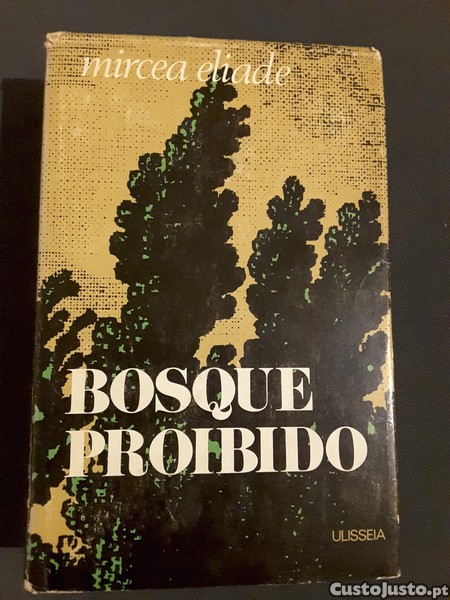 mircea eliade
BOSQUE
PROIBIDO
ULISSEIA
CustoJusto.pt